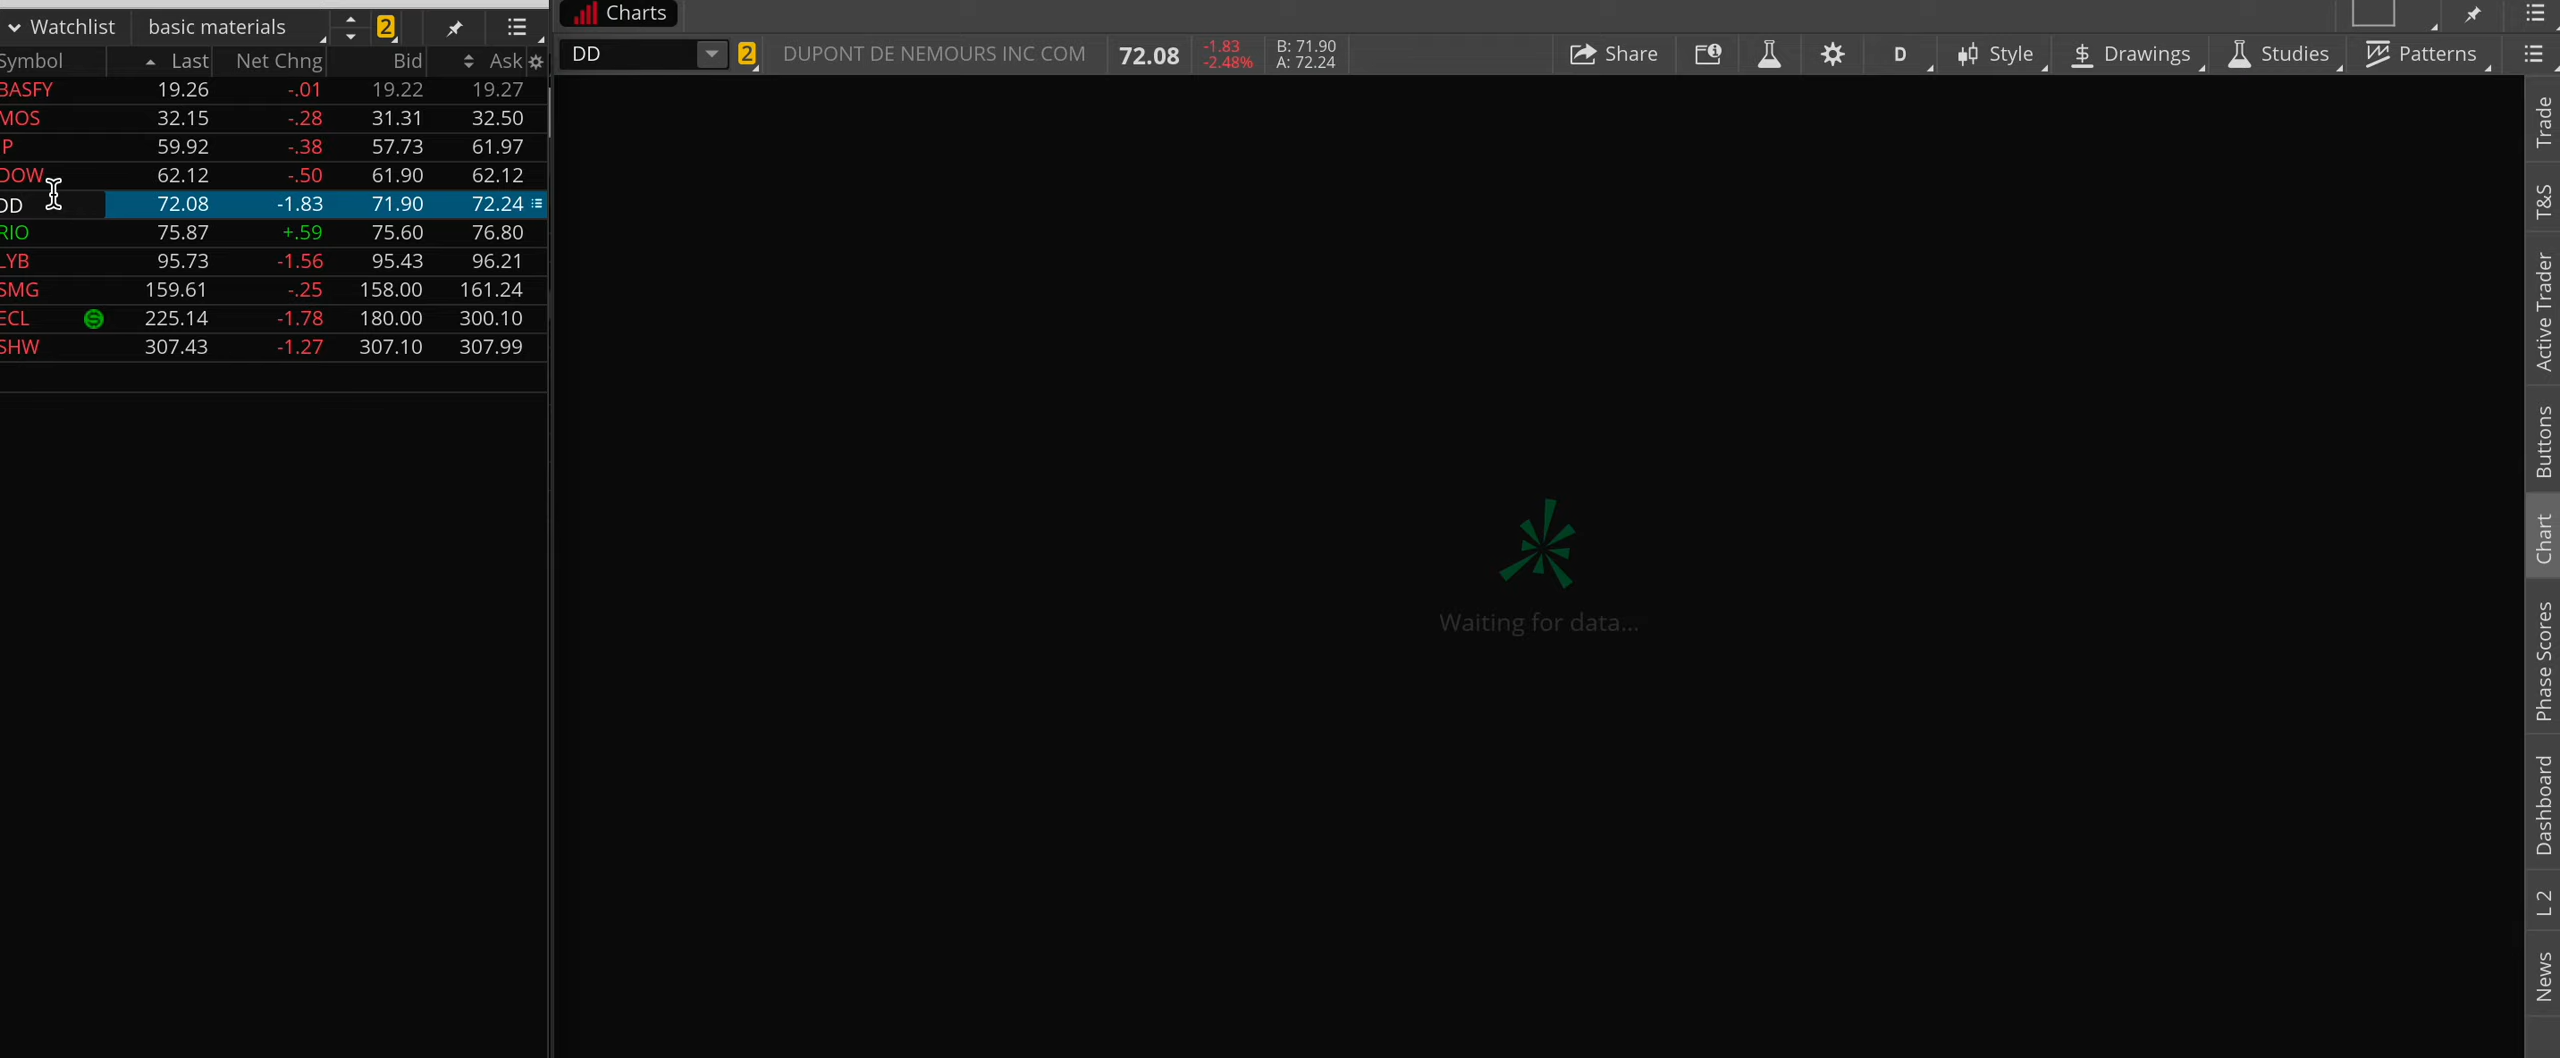 Watchlist basic materials 2
Symbol Last Net Chng Bid Ask
BASFY 19.26 -.01 19.22 19.27
MOS 32.15 -.28 31.31 32.50
IP 59.92 -.38 57.73 61.97
DOW 62.12 -.50 61.90 62.12
DD 72.08 -1.83 71.90 72.24
RIO 75.87 +.59 75.60 76.80
LYB 95.73 -1.56 95.43 96.21
SMG 159.61 -.25 158.00 161.24
ECL 225.14 -1.78 180.00 300.10
SHW 307.43 -1.27 307.10 307.99
Charts
DD 2 DUPONT DE NEMOURS INC COM 72.08 -1.83 B: 71.90
-2.48% A: 72.24
Share D Style Drawings Studies Patterns
Waiting for data...
Trade
T&S
Active Trader
Buttons
Chart
Phase Scores
Dashboard
L 2
News